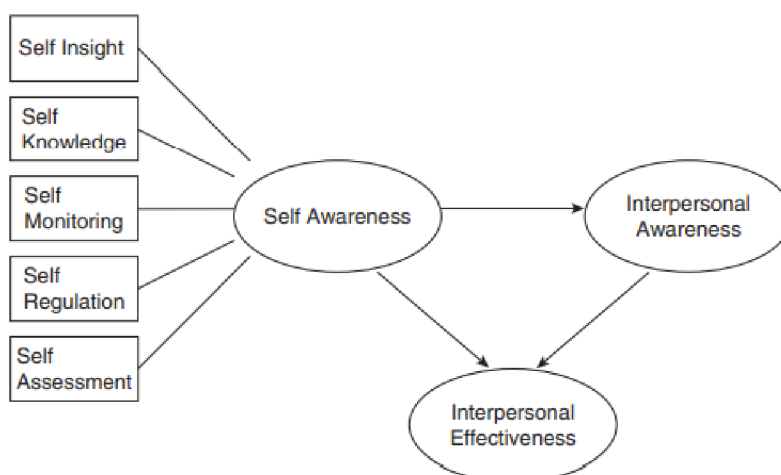 Self Insight
Self
Knowledge
Self
Monitoring
Self
Regulation
Self
Assessment
Self Awareness
Interpersonal
Awareness
Interpersonal
Effectiveness